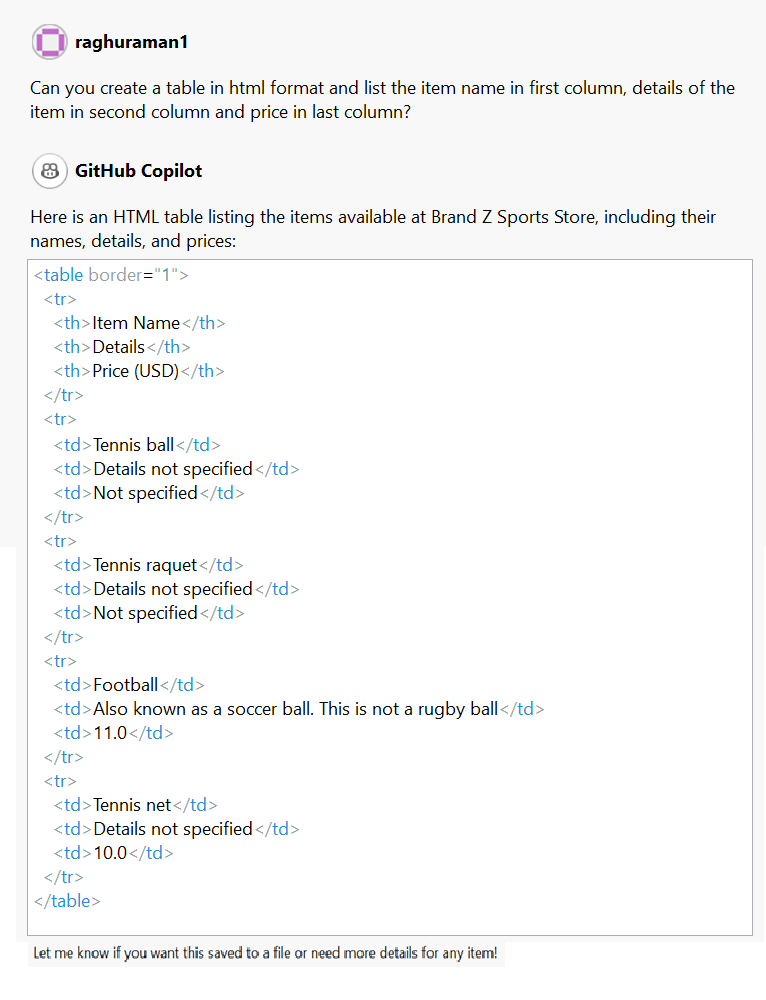 raghuraman1
Can you create a table in html format and list the item name in first column, details of the
item in second column and price in last column?
GitHub Copilot
Here is an HTML table listing the items available at Brand Z Sports Store, including their
names, details, and prices:
<table border="1">
<tr>
<th>Item Name</th>
<th>Details</th>
<th>Price (USD)</th>
</tr>
<tr>
<td>Tennis ball</td>
<td>Details not specified</td>
<td>Not specified</td>
</tr>
<tr>
<td>Tennis raquet</td>
<td>Details not specified</td>
<td>Not specified</td>
</tr>
<tr>
<td>Football</td>
<td>Also known as a soccer ball. This is not a rugby ball</td>
<td>11.0</td>
</tr>
<tr>
<td>Tennis net</td>
<td>Details not specified</td>
<td>10.0</td>
</tr>
</table>
Let me know if you want this saved to a file or need more details for any item!